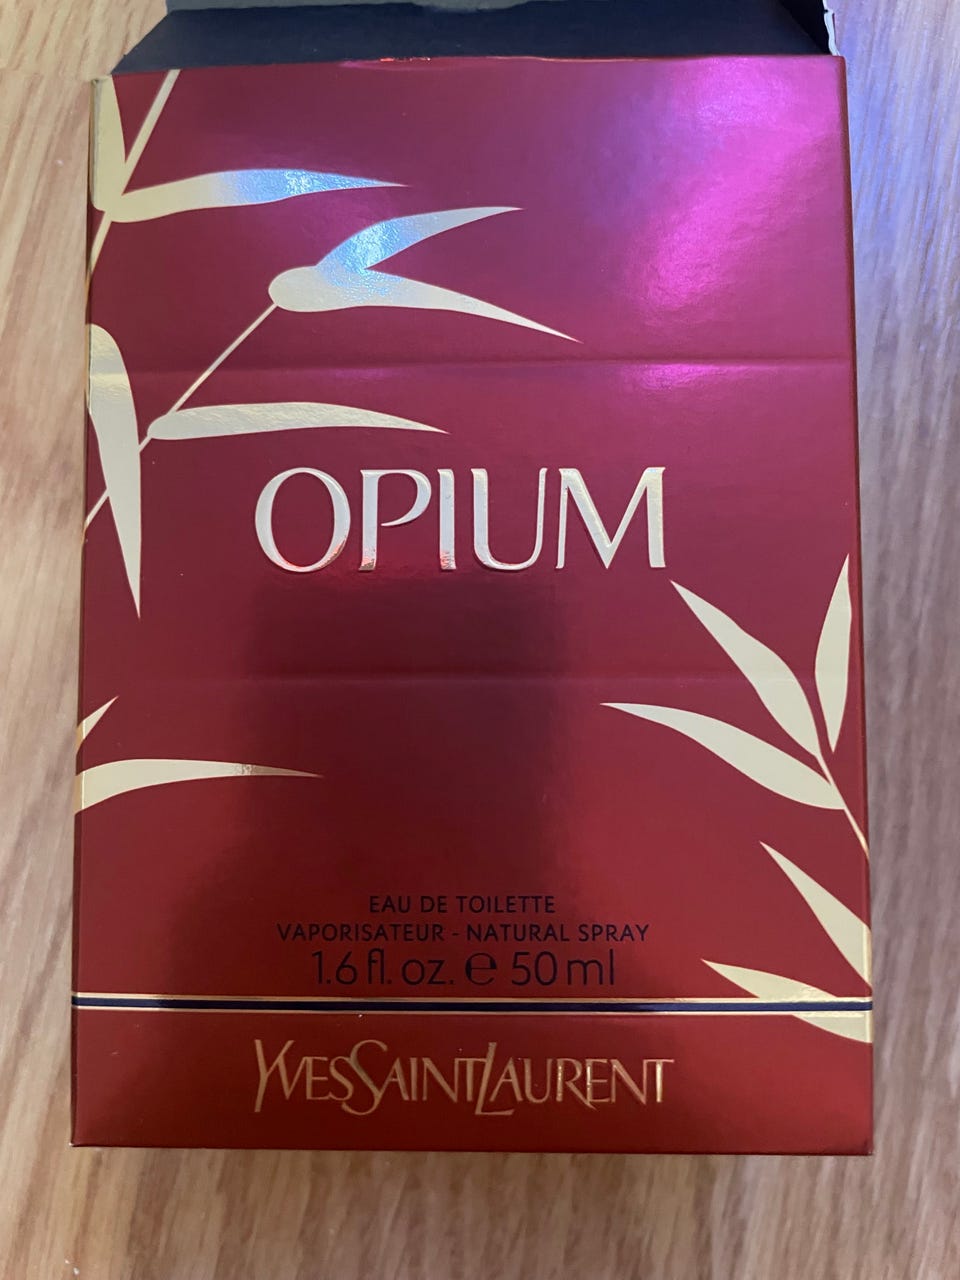 OPIUM
EAU DE TOILETTE
VAPORISATEUR - NATURAL SPRAY
1.6 fl. oz. ℮ 50 ml
YVESSAINTLAURENT